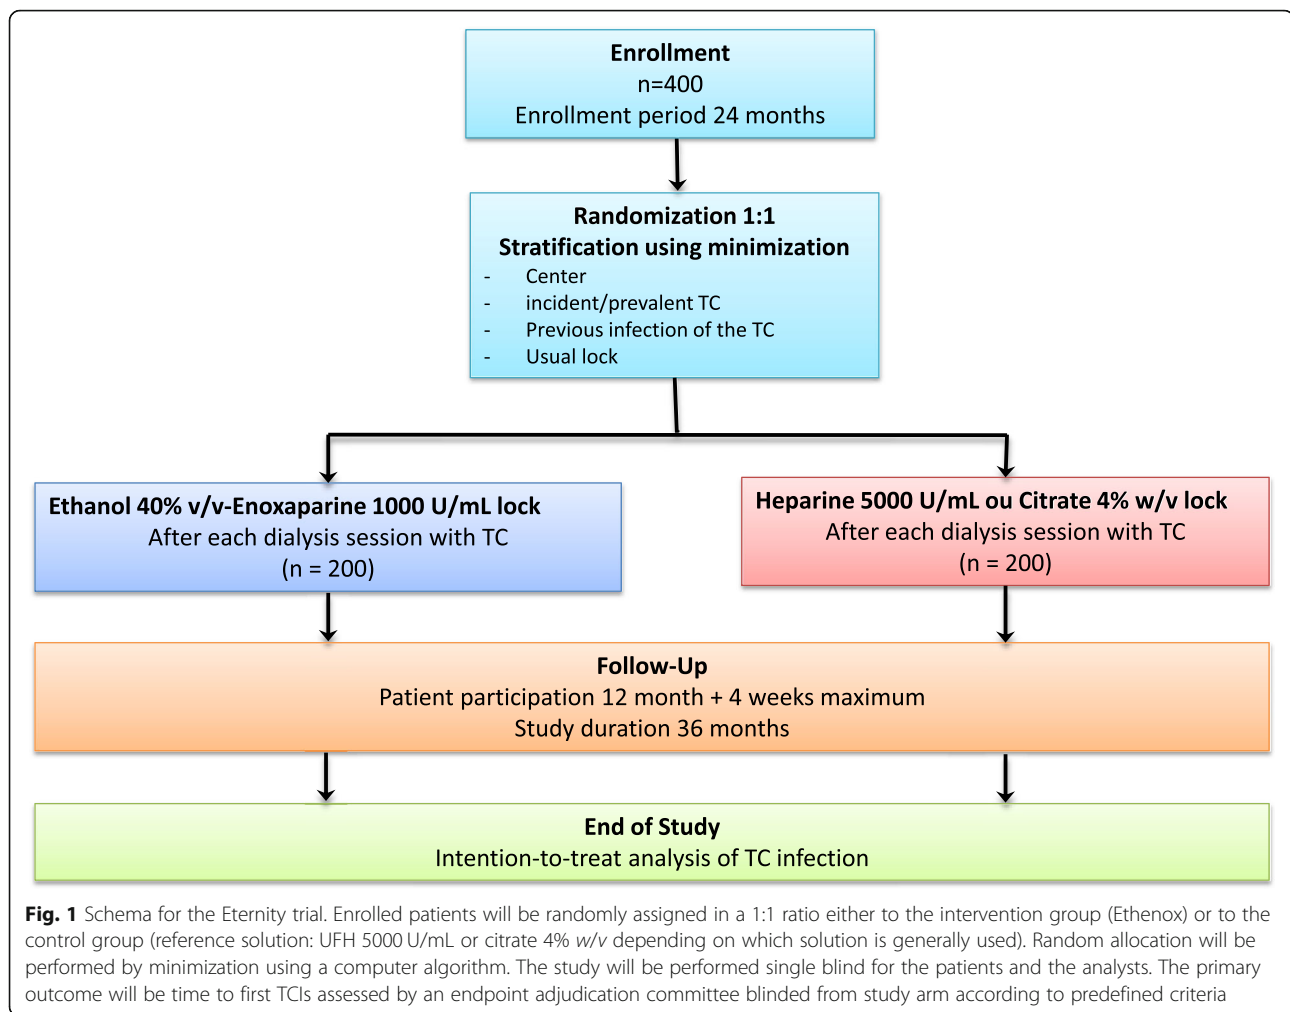 Enrollment
n=400
Enrollment period 24 months
Randomization 1:1
Stratification using minimization
- Center
- incident/prevalent TC
- Previous infection of the TC
- Usual lock
Ethanol 40% v/v-Enoxaparine 1000 U/mL lock
After each dialysis session with TC
(n = 200)
Heparine 5000 U/mL ou Citrate 4% w/v lock
After each dialysis session with TC
(n = 200)
Follow-Up
Patient participation 12 month + 4 weeks maximum
Study duration 36 months
End of Study
Intention-to-treat analysis of TC infection
Fig. 1 Schema for the Eternity trial. Enrolled patients will be randomly assigned in a 1:1 ratio either to the intervention group (Ethenox) or to the
control group (reference solution: UFH 5000 U/mL or citrate 4% w/v depending on which solution is generally used). Random allocation will be
performed by minimization using a computer algorithm. The study will be performed single blind for the patients and the analysts. The primary
outcome will be time to first TCIs assessed by an endpoint adjudication committee blinded from study arm according to predefined criteria